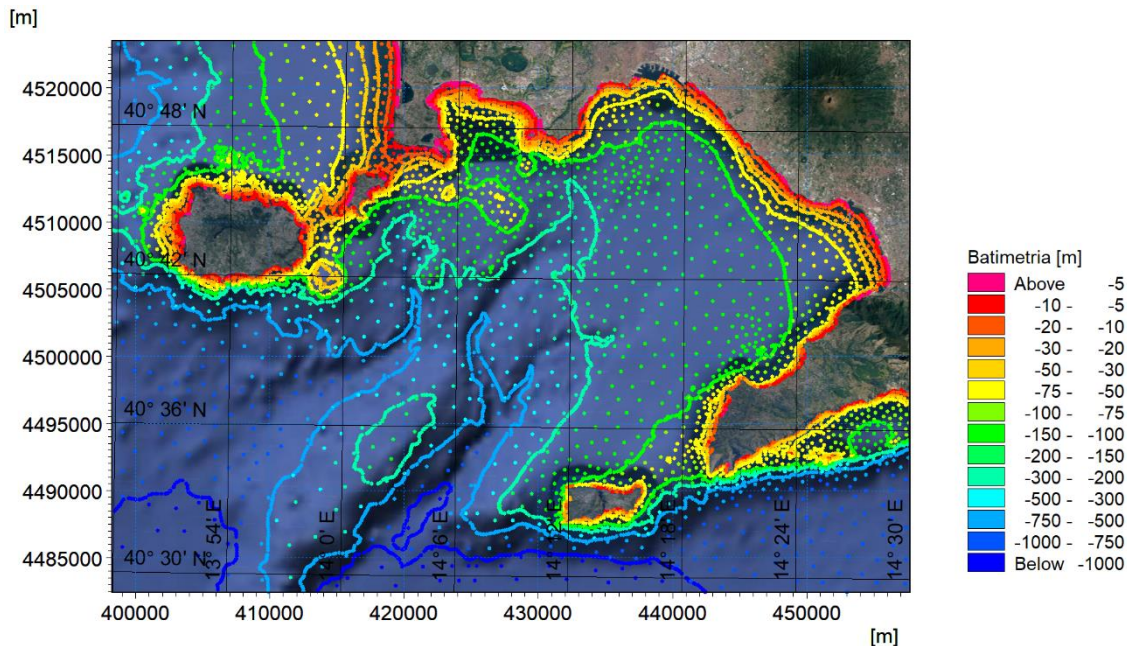 [m]
4520000
4515000
4510000
4505000
4500000
4495000
4490000
4485000
40° 48' N
40° 42' N
40° 36' N
40° 30' N
13° 54' E
14° 0' E
14° 6' E
14° 12' E
14° 18' E
14° 24' E
14° 30' E
400000 410000 420000 430000 440000 450000
[m]
Batimetria [m]
Above -5
-10 - -5
-20 - -10
-30 - -20
-50 - -30
-75 - -50
-100 - -75
-150 - -100
-200 - -150
-300 - -200
-500 - -300
-750 - -500
-1000 - -750
Below -1000